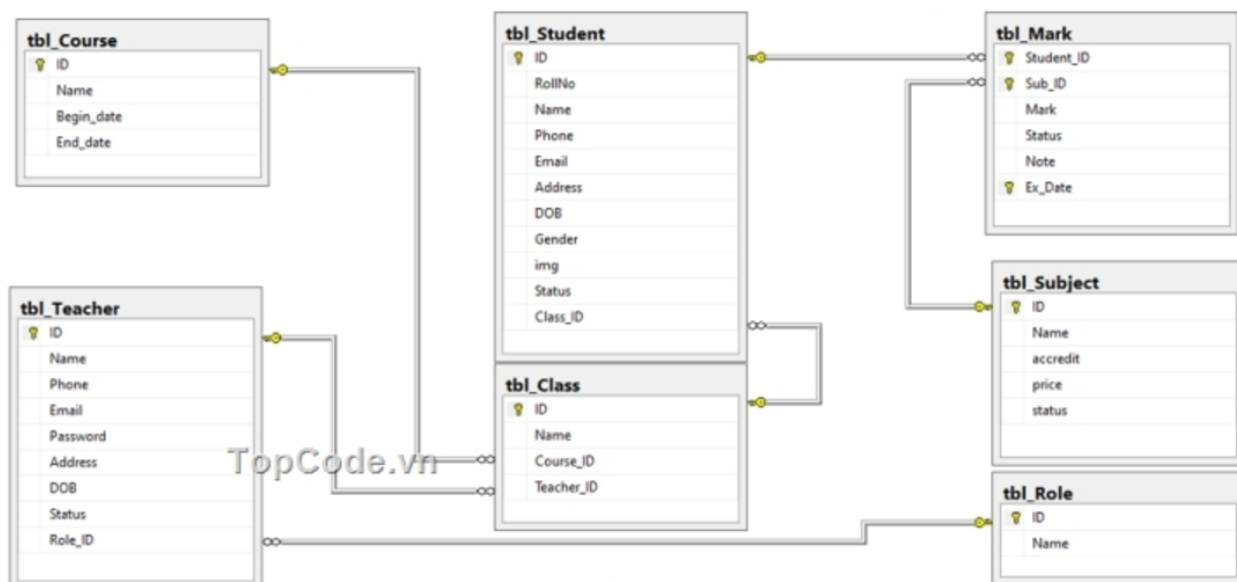 tbl_Course
ID
Name
Begin_date
End_date
tbl_Student
ID
RollNo
Name
Phone
Email
Address
DOB
Gender
img
Status
Class_ID
tbl_Mark
Student_ID
Sub_ID
Mark
Status
Note
Ex_Date
tbl_Teacher
ID
Name
Phone
Email
Password
Address
DOB
Status
Role_ID
tbl_Class
ID
Name
Course_ID
Teacher_ID
tbl_Subject
ID
Name
accredit
price
status
tbl_Role
ID
Name
TopCode.vn